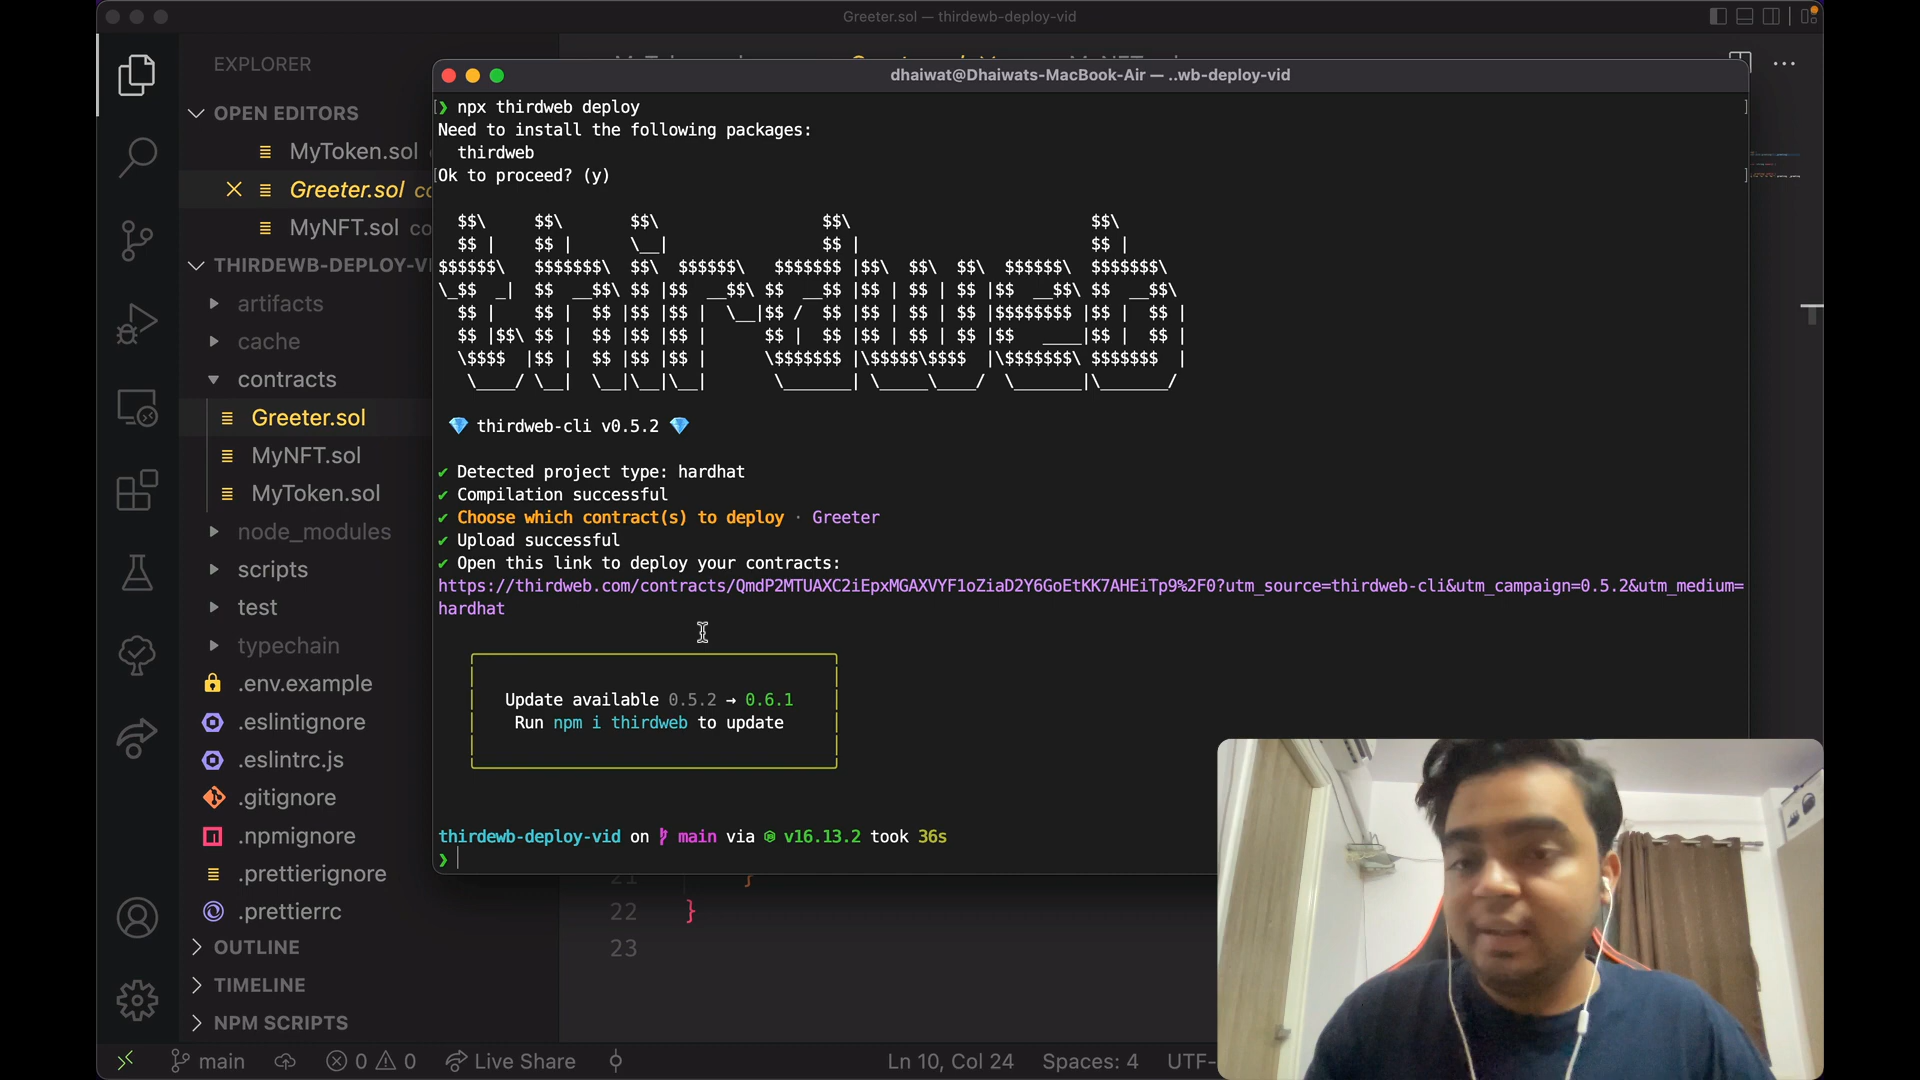 Greeter.sol — thirdewb-deploy-vid
EXPLORER
OPEN EDITORS
MyToken.sol
Greeter.sol co
MyNFT.sol co
THIRDEWB-DEPLOY-VI
artifacts
cache
contracts
Greeter.sol
MyNFT.sol
MyToken.sol
node_modules
scripts
test
typechain
.env.example
.eslintignore
.eslintrc.js
.gitignore
.npmignore
.prettierignore
.prettierrc
OUTLINE
TIMELINE
NPM SCRIPTS
dhaiwat@Dhaiwats-MacBook-Air — ..wb-deploy-vid
❯ npx thirdweb deploy
Need to install the following packages:
thirdweb
Ok to proceed? (y)
thirdweb
💎 thirdweb-cli v0.5.2 💎
✔ Detected project type: hardhat
✔ Compilation successful
✔ Choose which contract(s) to deploy · Greeter
✔ Upload successful
✔ Open this link to deploy your contracts:
https://thirdweb.com/contracts/QmdP2MTUAXC2iEpxMGAXVYF1oZiaD2Y6GoEtKK7AHEiTp9%2F0?utm_source=thirdweb-cli&utm_campaign=0.5.2&utm_medium=
hardhat
Update available 0.5.2 → 0.6.1
Run npm i thirdweb to update
thirdewb-deploy-vid on main via v16.13.2 took 36s
❯
21 }
22 }
23
main
0 0
Live Share
Ln 10, Col 24
Spaces: 4
UTF-